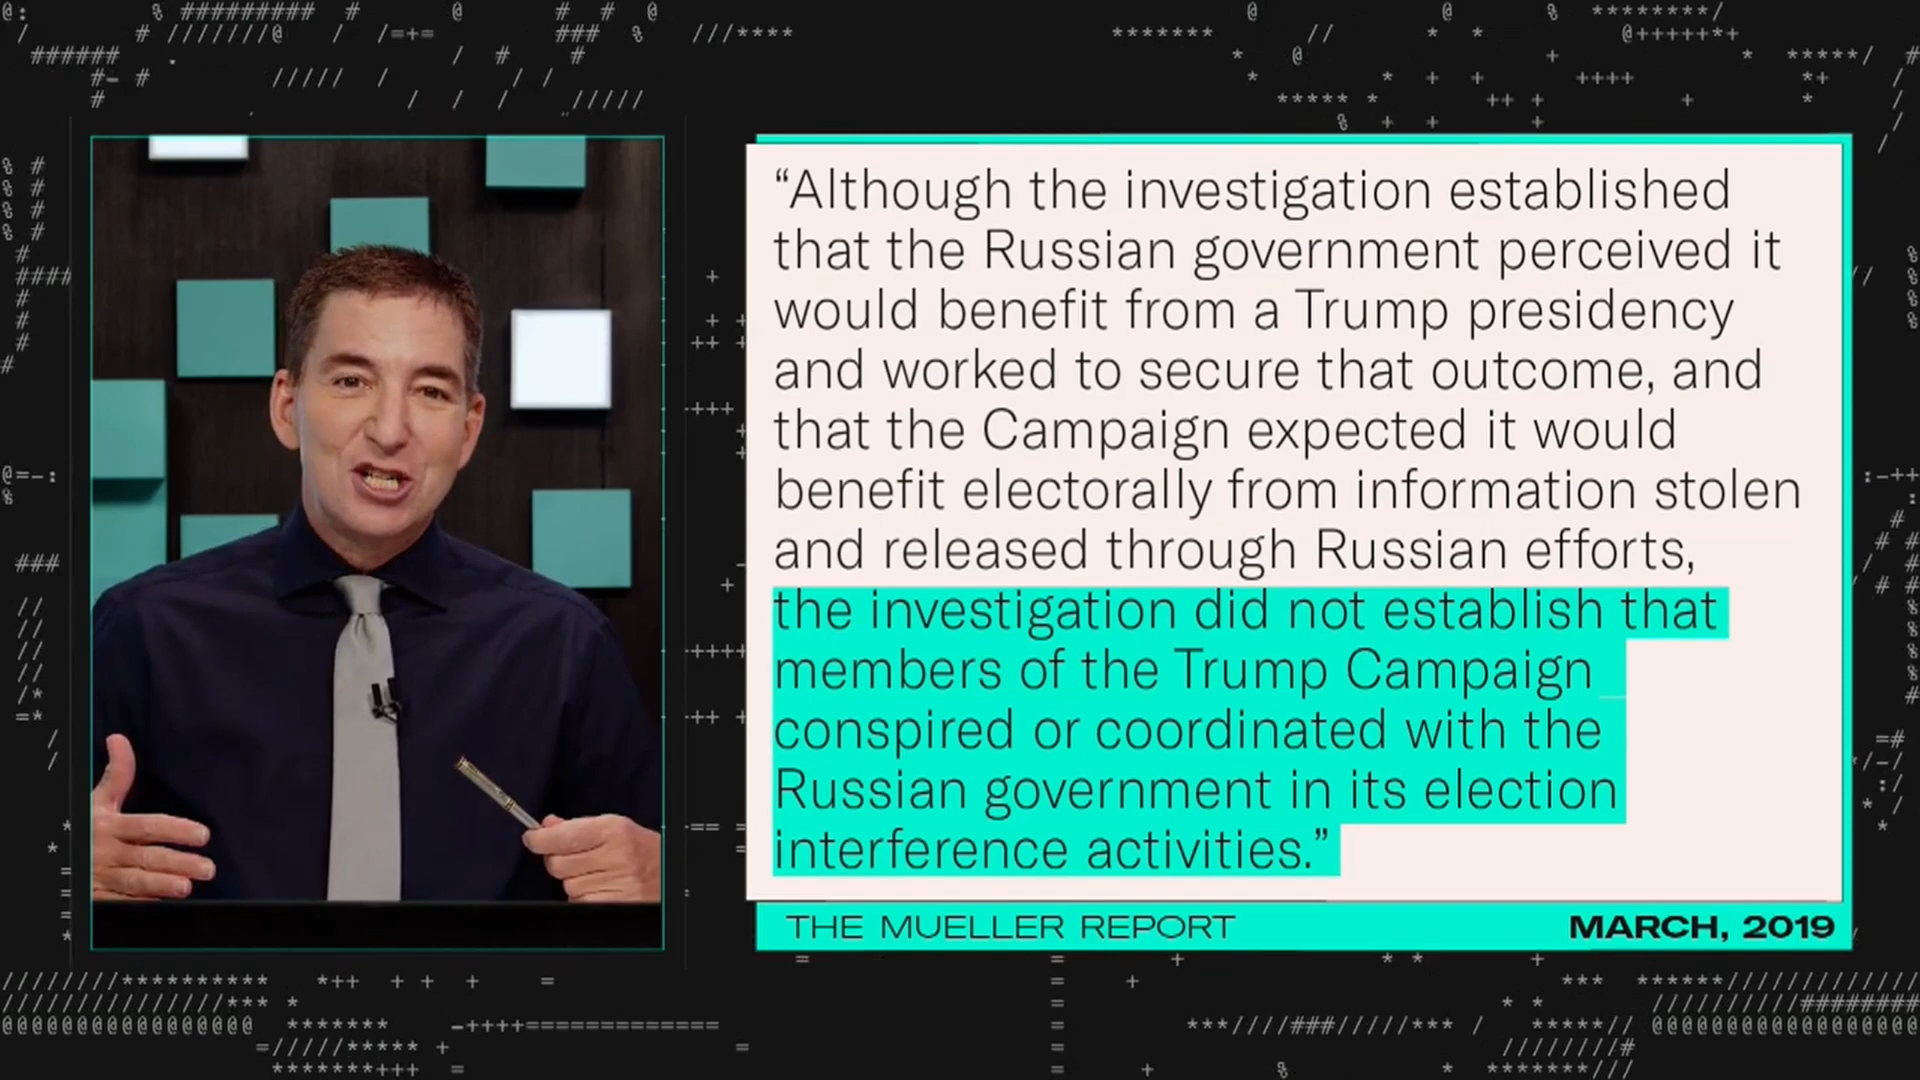 “Although the investigation established
that the Russian government perceived it
would benefit from a Trump presidency
and worked to secure that outcome, and
that the Campaign expected it would
benefit electorally from information stolen
and released through Russian efforts,
the investigation did not establish that
members of the Trump Campaign
conspired or coordinated with the
Russian government in its election
interference activities.”
THE MUELLER REPORT
MARCH, 2019